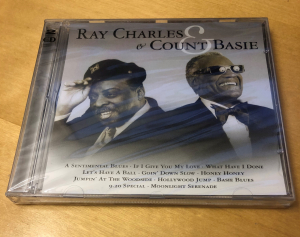 RAY CHARLES
& COUNT BASIE
A SENTIMENTAL BLUES · IF I GIVE YOU MY LOVE · WHAT HAVE I DONE
LET'S HAVE A BALL · GOIN' DOWN SLOW · HONEY HONEY
JUMPIN' AT THE WOODSIDE · HOLLYWOOD JUMP · BASIE BLUES
9.20 SPECIAL · MOONLIGHT SERENADE